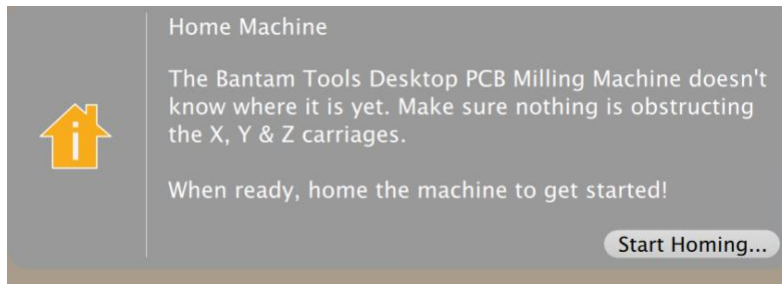 Home Machine
The Bantam Tools Desktop PCB Milling Machine doesn't
know where it is yet. Make sure nothing is obstructing
the X, Y & Z carriages.
When ready, home the machine to get started!
i
Start Homing...